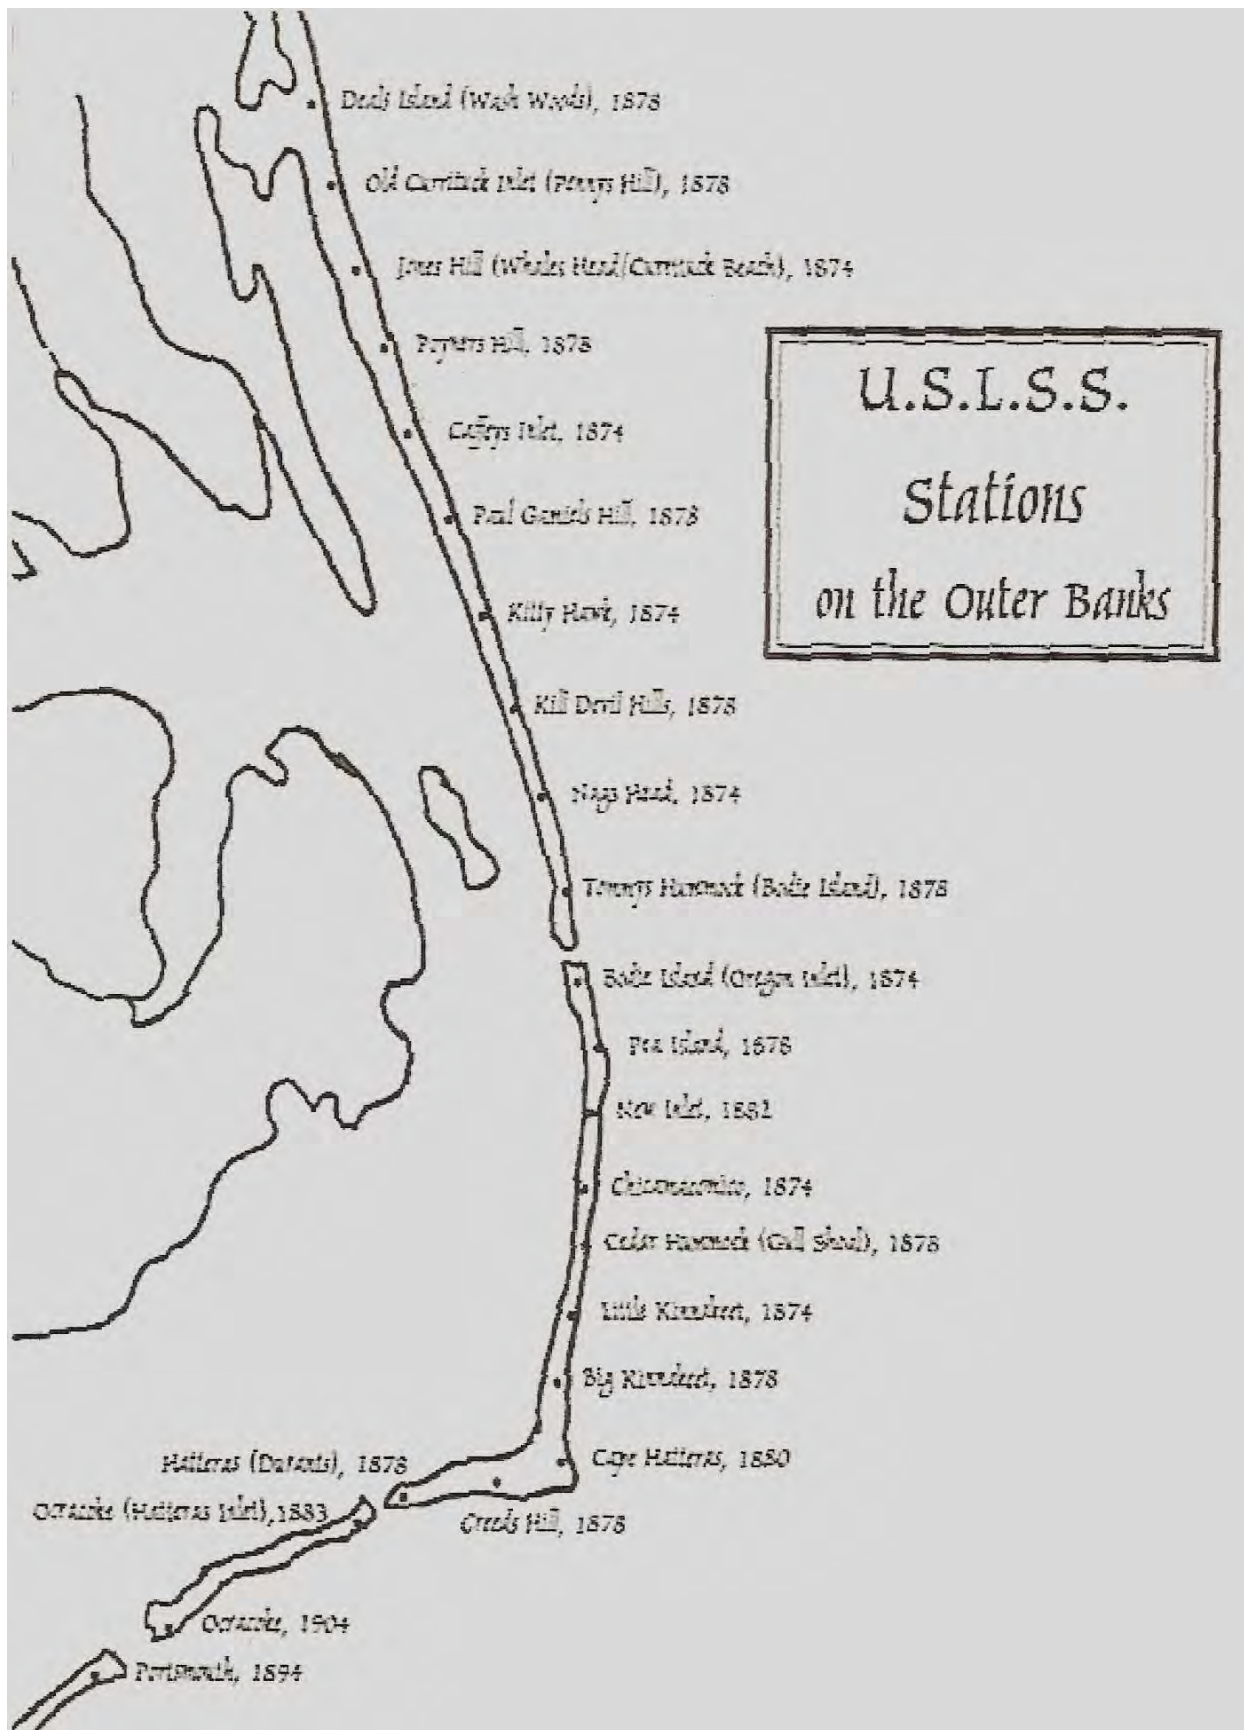 Deals Island (Wash Woods), 1878
Old Currituck Inlet (Pennys Hill), 1878
Jones Hill (Whales Head/Currituck Beach), 1874
Poyners Hill, 1878
Caffeys Inlet, 1874
U.S.L.S.S.
Stations
on the Outer Banks
Paul Gamiels Hill, 1878
Kitty Hawk, 1874
Kill Devil Hills, 1878
Nags Head, 1874
Tommys Hummock (Bodie Island), 1878
Bodie Island (Oregon Inlet), 1874
Pea Island, 1878
New Inlet, 1882
Chicamacomico, 1874
Cedar Hummock (Gull Shoal), 1878
Little Kinnakeet, 1874
Big Kinnakeet, 1878
Cape Hatteras, 1880
Hatteras (Durants), 1878
Ocracoke (Hatteras Inlet),1883
Creeds Hill, 1878
Ocracoke, 1904
Portsmouth, 1894